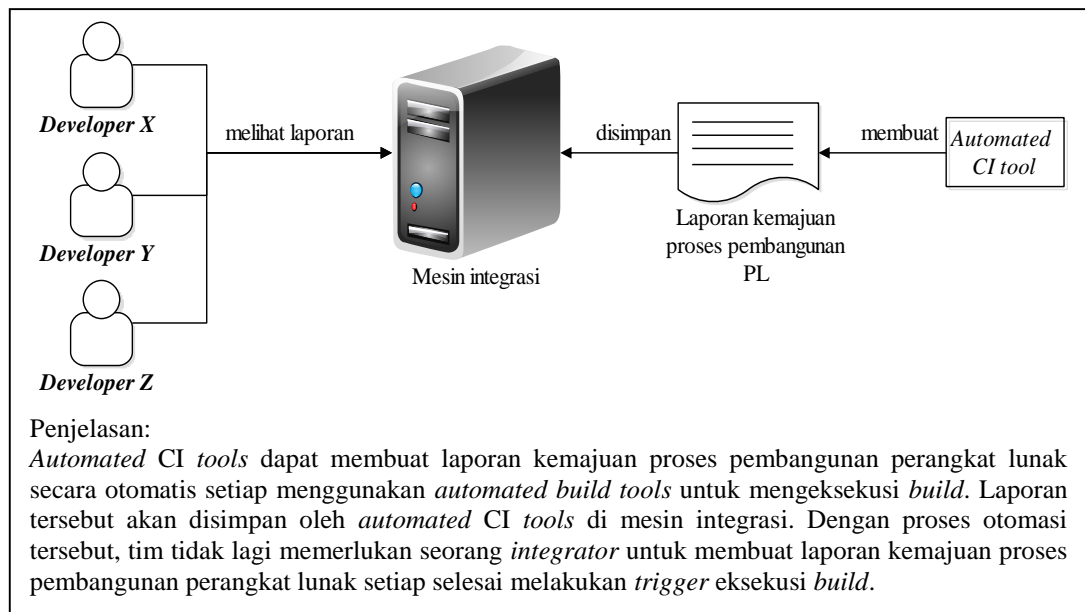 Developer X
melihat laporan
disimpan
membuat
Automated
CI tool
Developer Y
Laporan kemajuan
proses pembangunan
PL
Mesin integrasi
Developer Z
Penjelasan:
Automated CI tools dapat membuat laporan kemajuan proses pembangunan perangkat lunak
secara otomatis setiap menggunakan automated build tools untuk mengeksekusi build. Laporan
tersebut akan disimpan oleh automated CI tools di mesin integrasi. Dengan proses otomasi
tersebut, tim tidak lagi memerlukan seorang integrator untuk membuat laporan kemajuan proses
pembangunan perangkat lunak setiap selesai melakukan trigger eksekusi build.